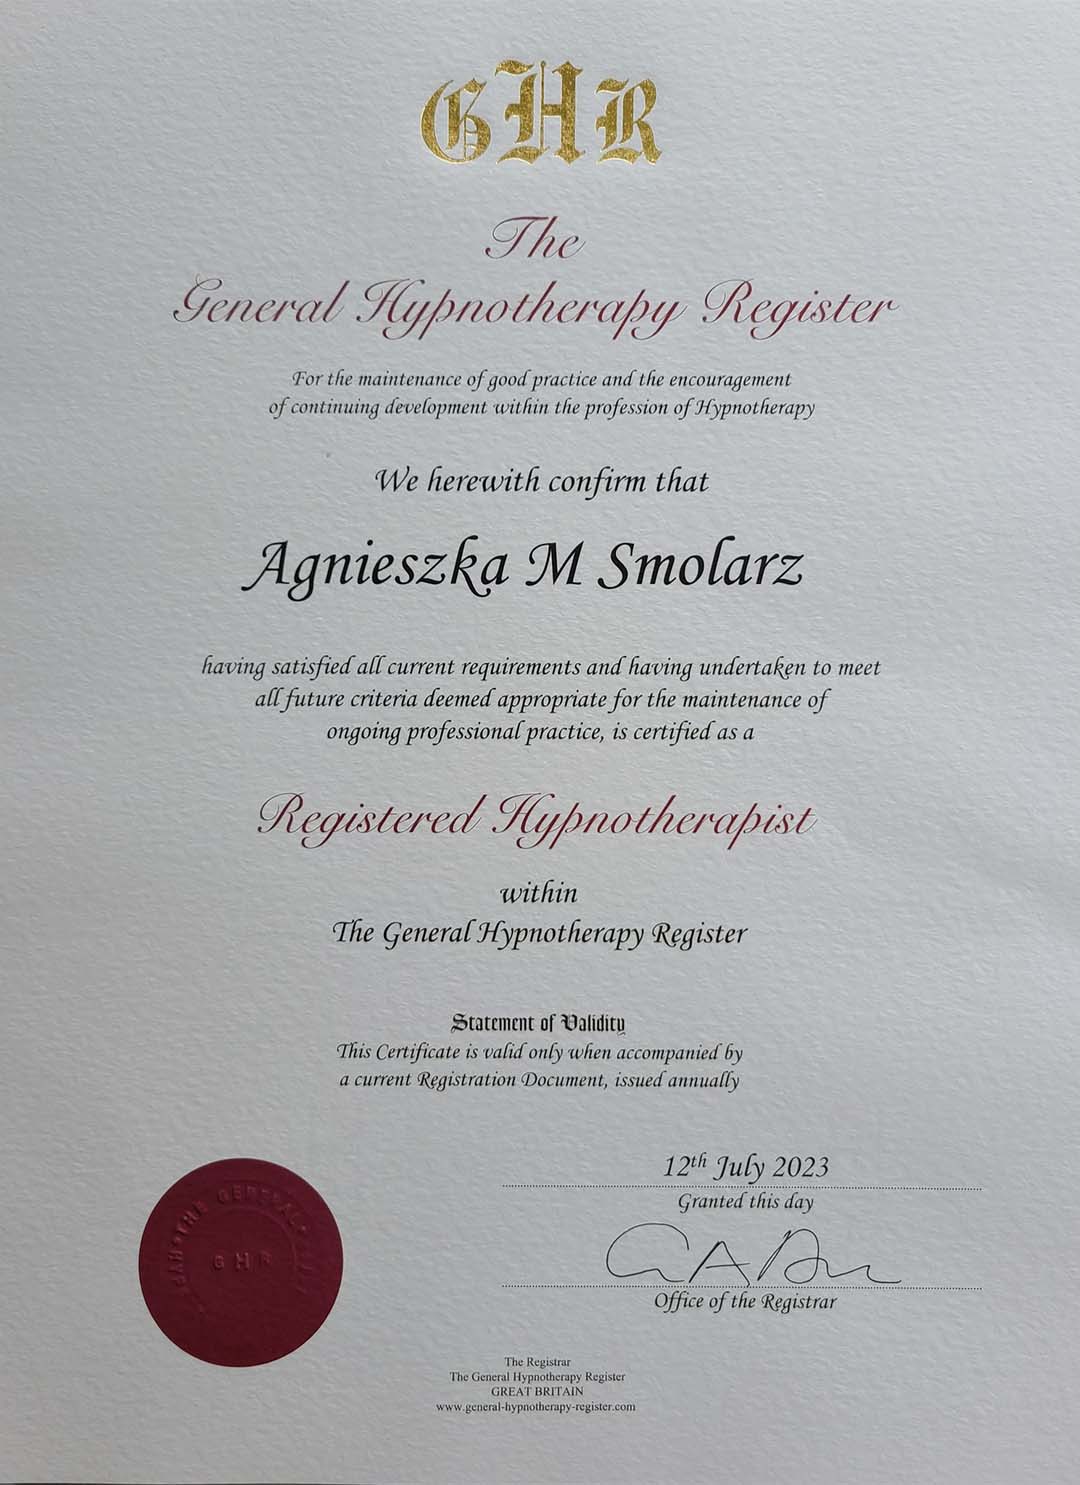 GHR
The
General Hypnotherapy Register
For the maintenance of good practice and the encouragement
of continuing development within the profession of Hypnotherapy
We herewith confirm that
Agnieszka M Smolarz
having satisfied all current requirements and having undertaken to meet
all future criteria deemed appropriate for the maintenance of
ongoing professional practice, is certified as a
Registered Hypnotherapist
within
The General Hypnotherapy Register
Statement of Validity
This Certificate is valid only when accompanied by
a current Registration Document, issued annually
12th July 2023
Granted this day
Office of the Registrar
THE GENERAL
GHR
The Registrar
The General Hypnotherapy Register
GREAT BRITAIN
www.general-hypnotherapy-register.com